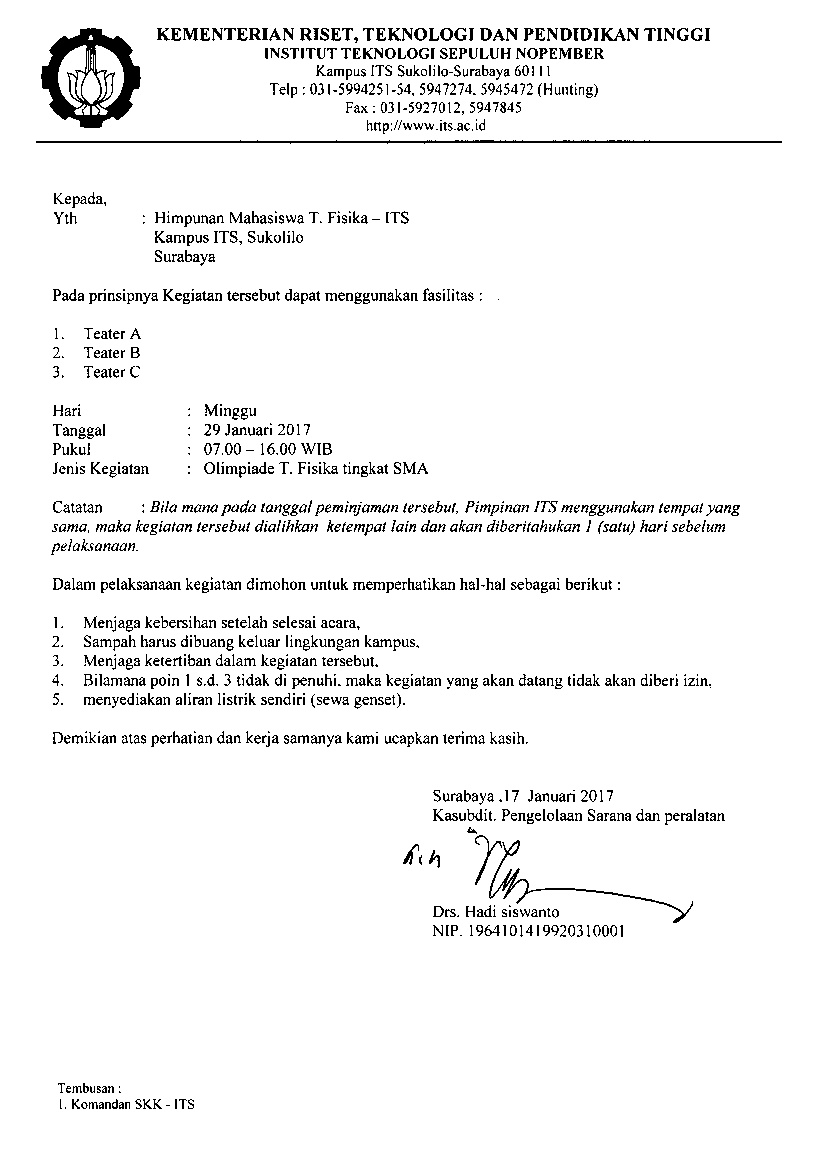 KEMENTERIAN RISET, TEKNOLOGI DAN PENDIDIKAN TINGGI
INSTITUT TEKNOLOGI SEPULUH NOPEMBER
Kampus ITS Sukolilo-Surabaya 60111
Telp : 031-5994251-54, 5947274, 5945472 (Hunting)
Fax : 031-5927012, 5947845
http://www.its.ac.id
Kepada,
Yth : Himpunan Mahasiswa T. Fisika – ITS
Kampus ITS, Sukolilo
Surabaya
Pada prinsipnya Kegiatan tersebut dapat menggunakan fasilitas :
1. Teater A
2. Teater B
3. Teater C
Hari : Minggu
Tanggal : 29 Januari 2017
Pukul : 07.00 – 16.00 WIB
Jenis Kegiatan : Olimpiade T. Fisika tingkat SMA
Catatan : Bila mana pada tanggal peminjaman tersebut, Pimpinan ITS menggunakan tempat yang
sama, maka kegiatan tersebut dialihkan ketempat lain dan akan diberitahukan 1 (satu) hari sebelum
pelaksanaan.
Dalam pelaksanaan kegiatan dimohon untuk memperhatikan hal-hal sebagai berikut :
1. Menjaga kebersihan setelah selesai acara,
2. Sampah harus dibuang keluar lingkungan kampus,
3. Menjaga ketertiban dalam kegiatan tersebut,
4. Bilamana poin 1 s.d. 3 tidak di penuhi, maka kegiatan yang akan datang tidak akan diberi izin,
5. menyediakan aliran listrik sendiri (sewa genset).
Demikian atas perhatian dan kerja samanya kami ucapkan terima kasih.
Surabaya ,17 Januari 2017
Kasubdit. Pengelolaan Sarana dan peralatan
Drs. Hadi siswanto
NIP. 1964101419920310001
Tembusan :
1. Komandan SKK - ITS